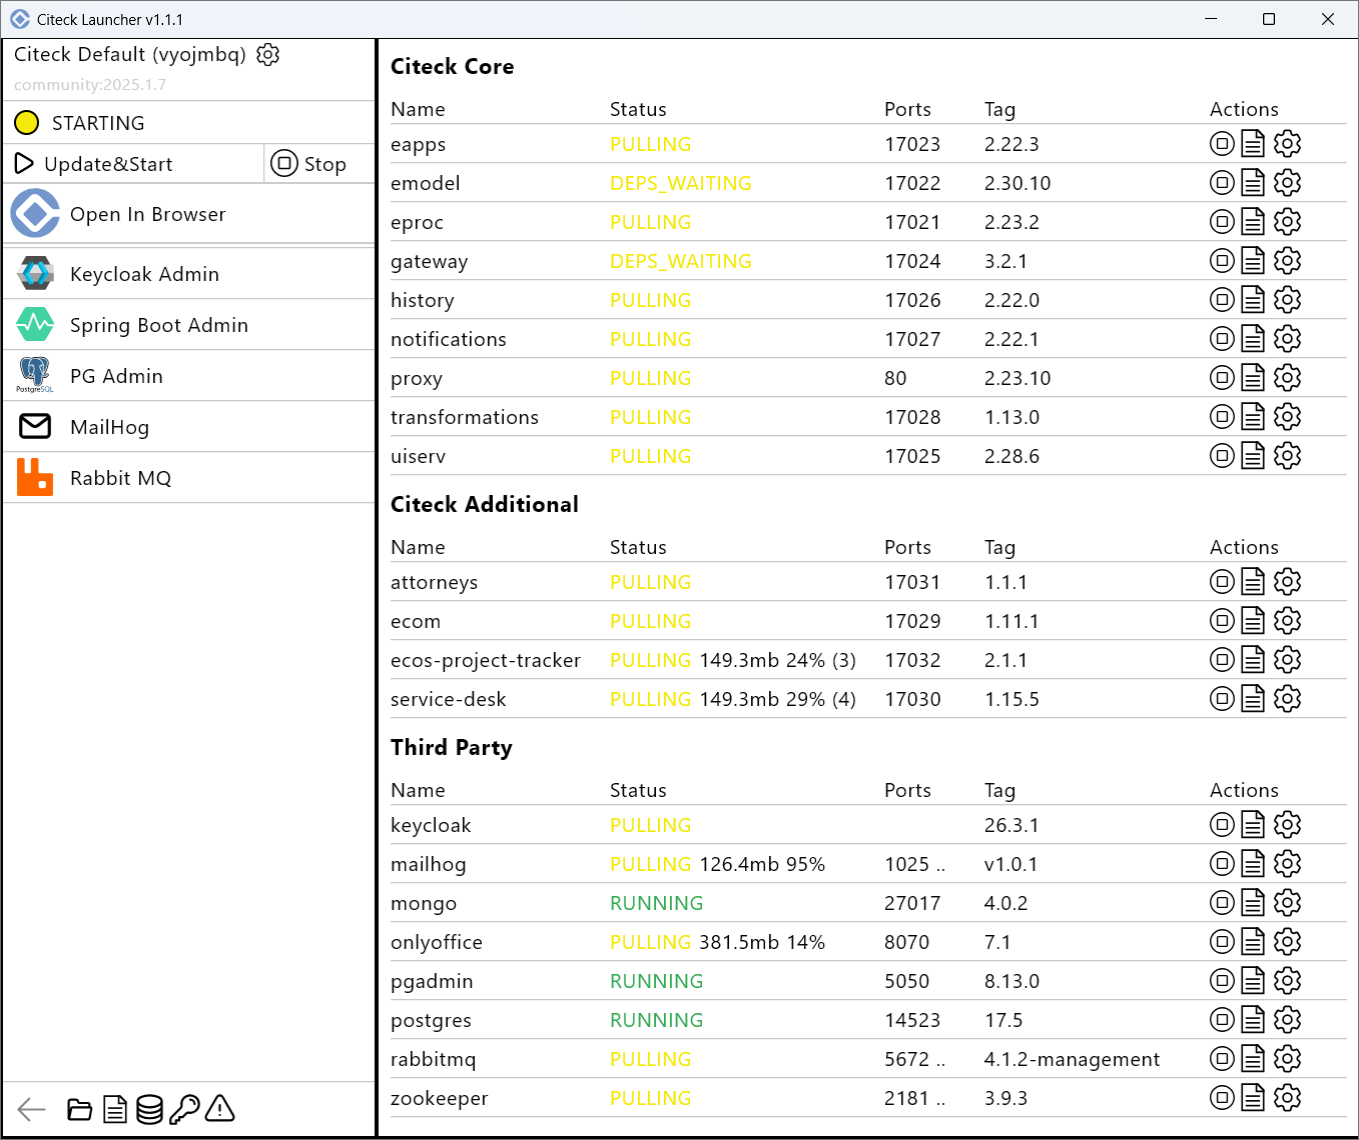 Citeck Launcher v1.1.1
Citeck Default (vyojmbq)
community:2025.1.7
STARTING
Update&Start Stop
Open In Browser
Keycloak Admin
Spring Boot Admin
PostgreSQL PG Admin
MailHog
Rabbit MQ
Citeck Core
Name Status Ports Tag Actions
eapps PULLING 17023 2.22.3
emodel DEPS_WAITING 17022 2.30.10
eproc PULLING 17021 2.23.2
gateway DEPS_WAITING 17024 3.2.1
history PULLING 17026 2.22.0
notifications PULLING 17027 2.22.1
proxy PULLING 80 2.23.10
transformations PULLING 17028 1.13.0
uiserv PULLING 17025 2.28.6
Citeck Additional
Name Status Ports Tag Actions
attorneys PULLING 17031 1.1.1
ecom PULLING 17029 1.11.1
ecos-project-tracker PULLING 149.3mb 24% (3) 17032 2.1.1
service-desk PULLING 149.3mb 29% (4) 17030 1.15.5
Third Party
Name Status Ports Tag Actions
keycloak PULLING 26.3.1
mailhog PULLING 126.4mb 95% 1025 .. v1.0.1
mongo RUNNING 27017 4.0.2
onlyoffice PULLING 381.5mb 14% 8070 7.1
pgadmin RUNNING 5050 8.13.0
postgres RUNNING 14523 17.5
rabbitmq PULLING 5672 .. 4.1.2-management
zookeeper PULLING 2181 .. 3.9.3